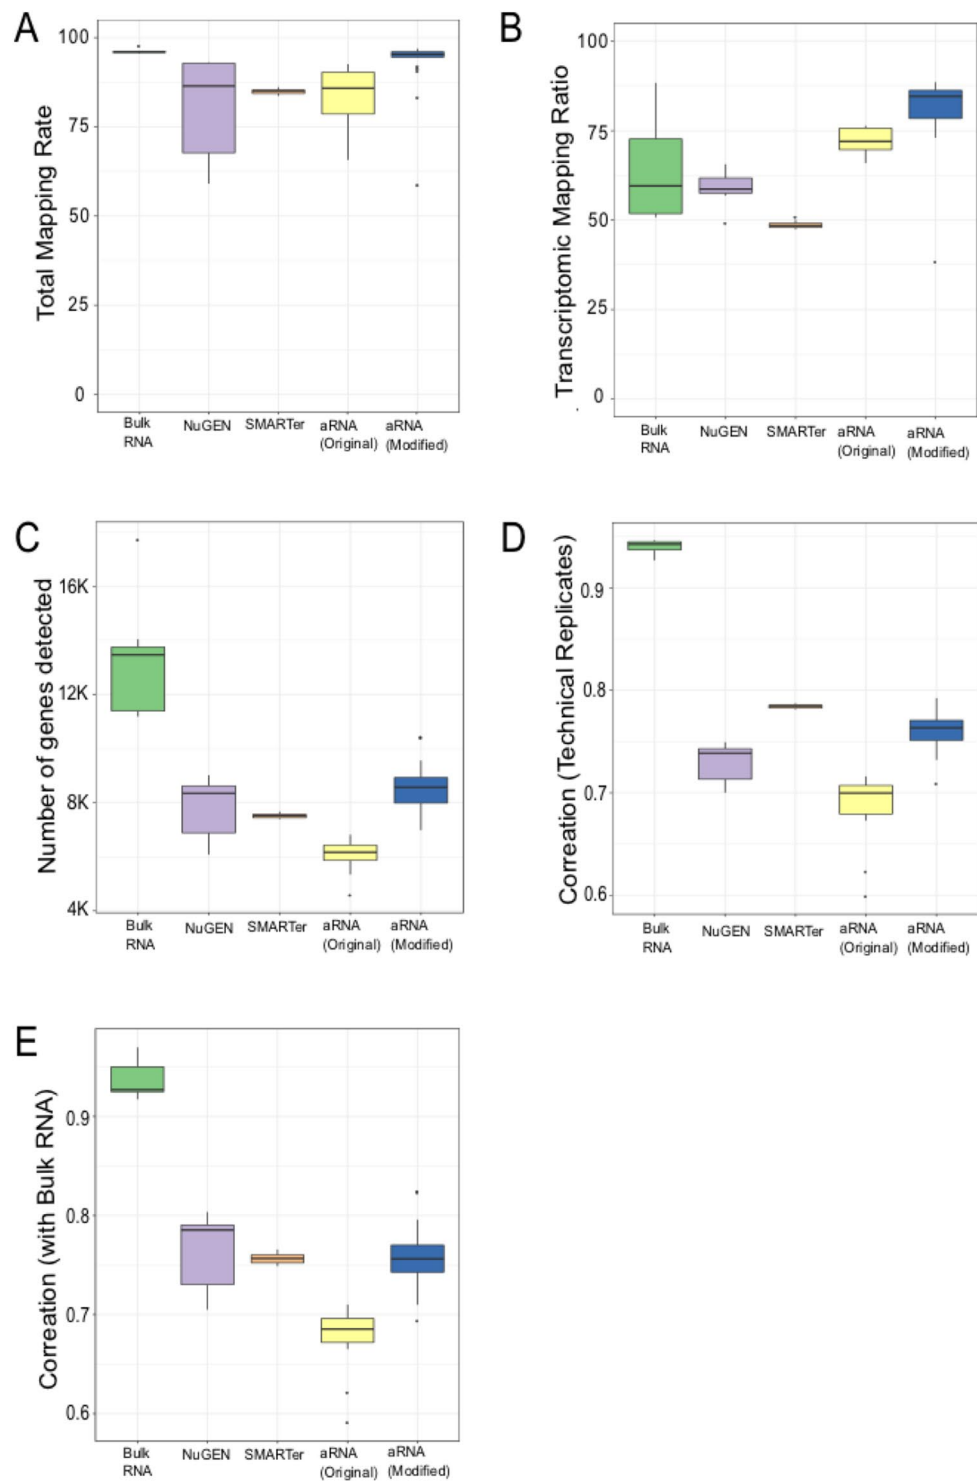 A
Total Mapping Rate
100
75
50
25
0
Bulk
RNA
NuGEN
SMARTer
aRNA
(Original)
aRNA
(Modified)
B
Transcriptomic Mapping Ratio
100
75
50
25
0
Bulk
RNA
NuGEN
SMARTer
aRNA
(Original)
aRNA
(Modified)
C
Number of genes detected
16K
12K
8K
4K
Bulk
RNA
NuGEN
SMARTer
aRNA
(Original)
aRNA
(Modified)
D
Correation (Technical Replicates)
0.9
0.8
0.7
0.6
Bulk
RNA
NuGEN
SMARTer
aRNA
(Original)
aRNA
(Modified)
E
Correation (with Bulk RNA)
0.9
0.8
0.7
0.6
Bulk
RNA
NuGEN
SMARTer
aRNA
(Original)
aRNA
(Modified)